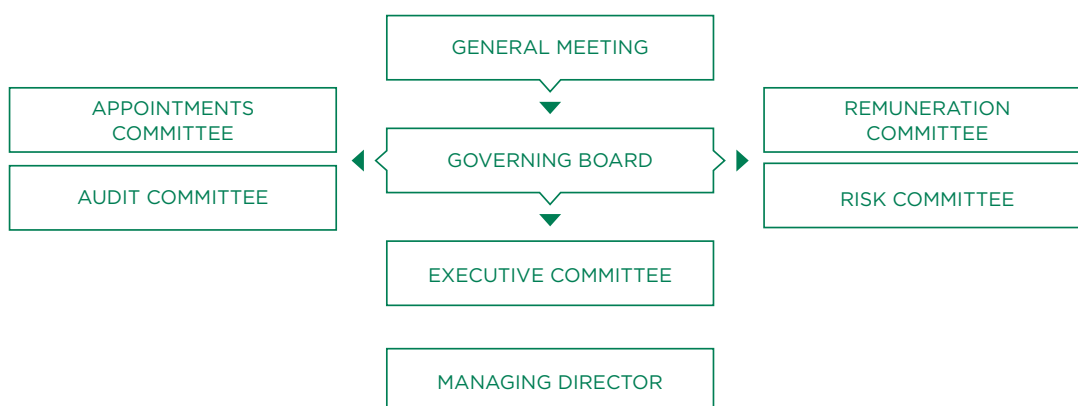 GENERAL MEETING
APPOINTMENTS
COMMITTEE
AUDIT COMMITTEE
GOVERNING BOARD
REMUNERATION
COMMITTEE
RISK COMMITTEE
EXECUTIVE COMMITTEE
MANAGING DIRECTOR